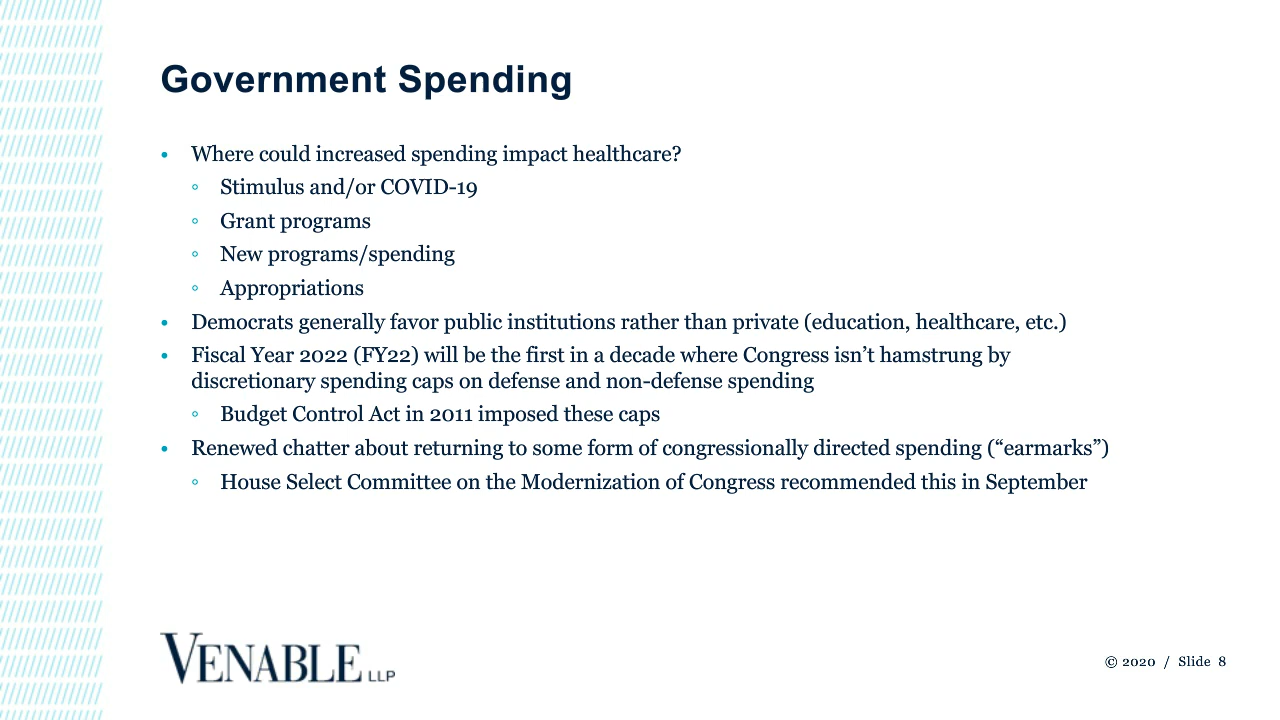 Government Spending
• Where could increased spending impact healthcare?
◦ Stimulus and/or COVID-19
◦ Grant programs
◦ New programs/spending
◦ Appropriations
• Democrats generally favor public institutions rather than private (education, healthcare, etc.)
• Fiscal Year 2022 (FY22) will be the first in a decade where Congress isn’t hamstrung by
discretionary spending caps on defense and non-defense spending
◦ Budget Control Act in 2011 imposed these caps
• Renewed chatter about returning to some form of congressionally directed spending (“earmarks”)
◦ House Select Committee on the Modernization of Congress recommended this in September
VENABLE LLP
© 2020 / Slide 8